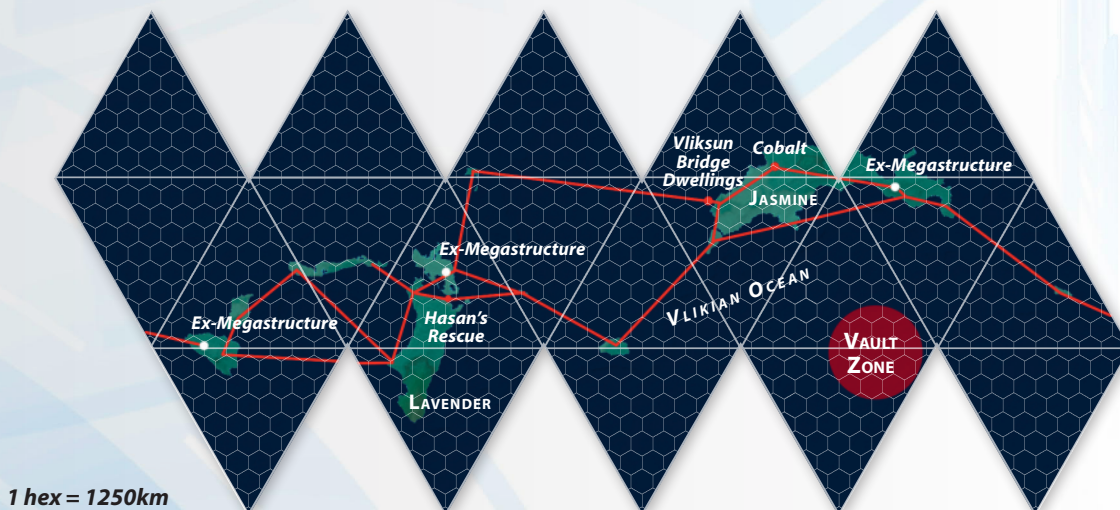 Vliksun
Bridge
Dwellings
Cobalt
Ex-Megastructure
JASMINE
Ex-Megastructure
VLIKIAN OCEAN
Ex-Megastructure
Hasan's
Rescue
VAULT
ZONE
LAVENDER
1 hex = 1250km